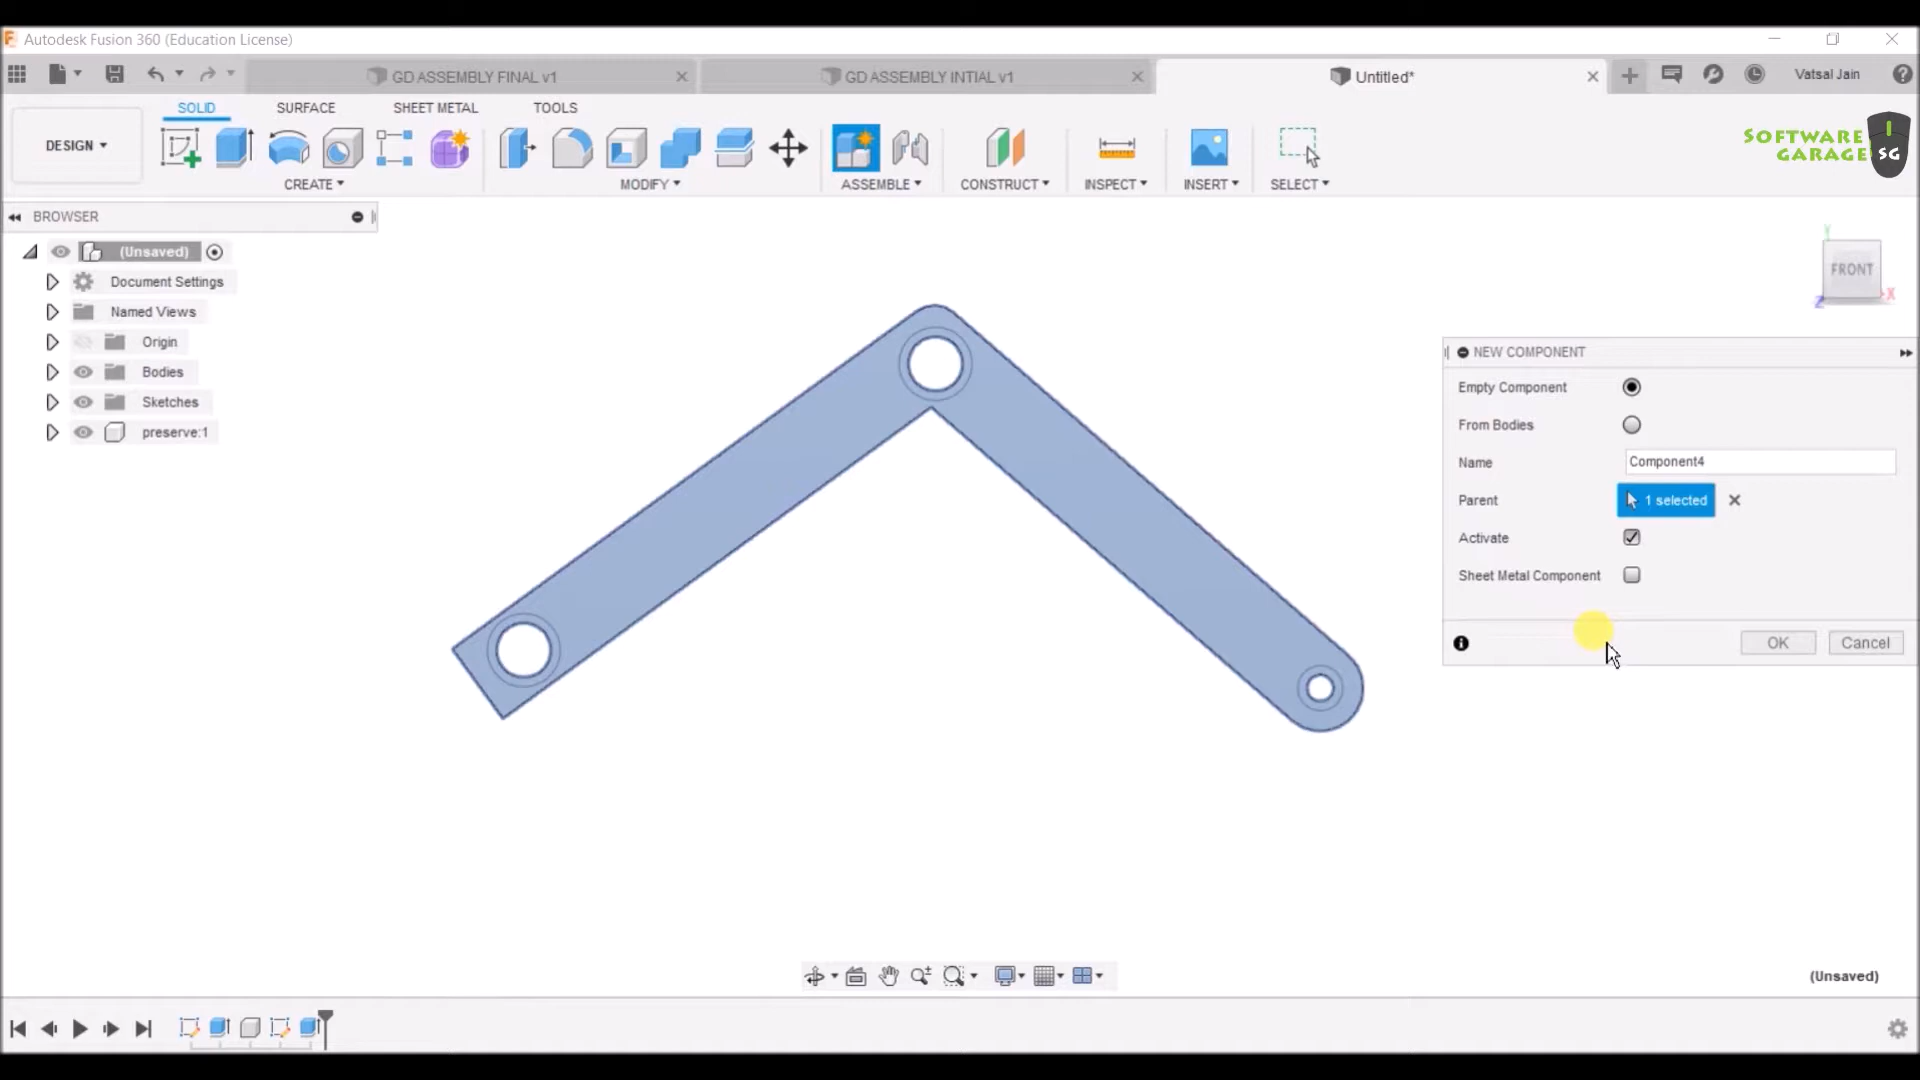 Autodesk Fusion 360 (Education License)
GD ASSEMBLY FINAL v1
GD ASSEMBLY INTIAL v1
Untitled*
Vatsal Jain
SOLID
SURFACE
SHEET METAL
TOOLS
DESIGN
CREATE
MODIFY
ASSEMBLE
CONSTRUCT
INSPECT
INSERT
SELECT
SOFTWARE
GARAGE
SG
BROWSER
(Unsaved)
Document Settings
Named Views
Origin
Bodies
Sketches
preserve:1
Y
FRONT
X
Z
NEW COMPONENT
Empty Component
From Bodies
Name
Component4
Parent
1 selected
Activate
Sheet Metal Component
OK
Cancel
(Unsaved)